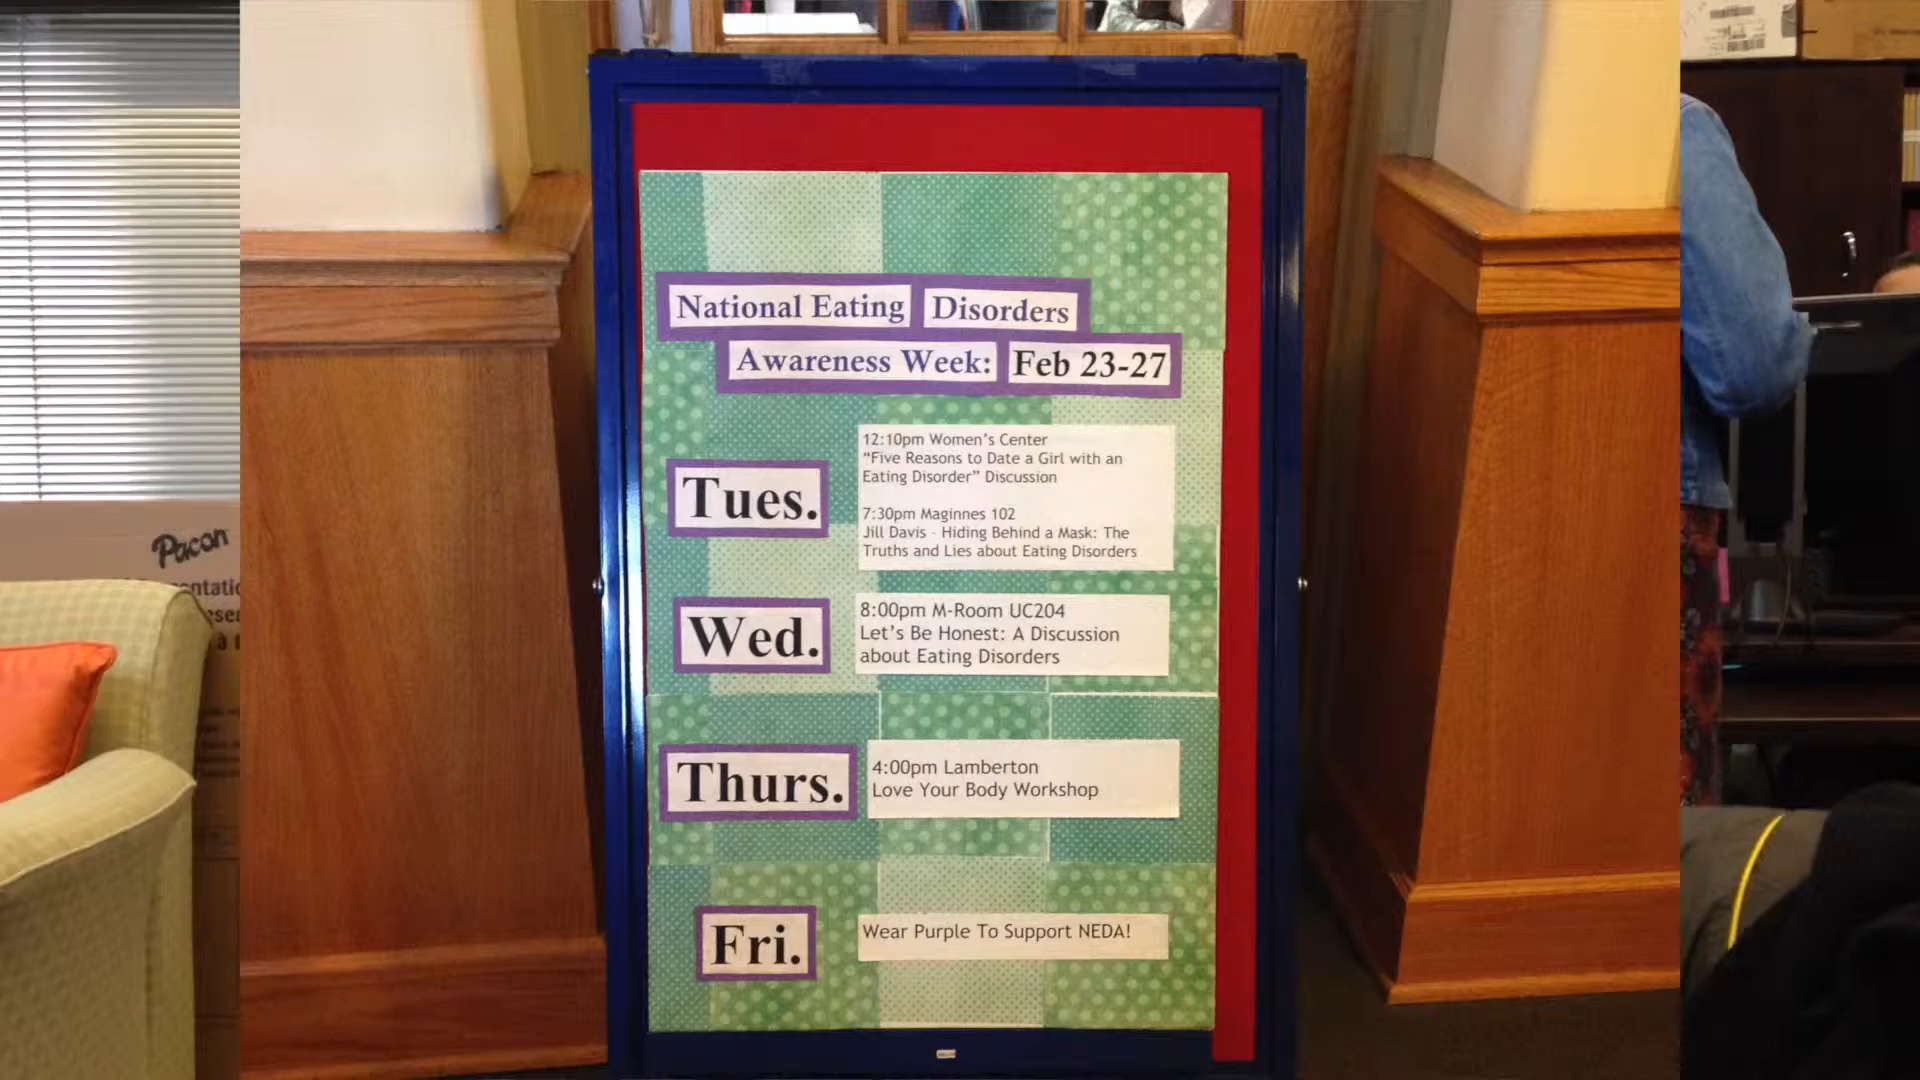 National Eating Disorders
Awareness Week: Feb 23-27
Tues.
12:10pm Women's Center
"Five Reasons to Date a Girl with an
Eating Disorder" Discussion
7:30pm Maginnes 102
Jill Davis - Hiding Behind a Mask: The
Truths and Lies about Eating Disorders
Wed.
8:00pm M-Room UC204
Let's Be Honest: A Discussion
about Eating Disorders
Thurs.
4:00pm Lamberton
Love Your Body Workshop
Fri.
Wear Purple To Support NEDA!
Pacon